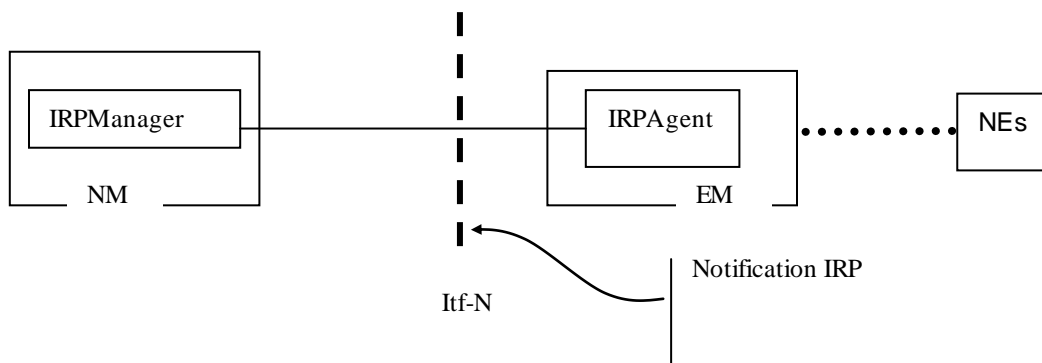 IRPManager
IRPAgent
NEs
NM
EM
Notification IRP
Itf-N